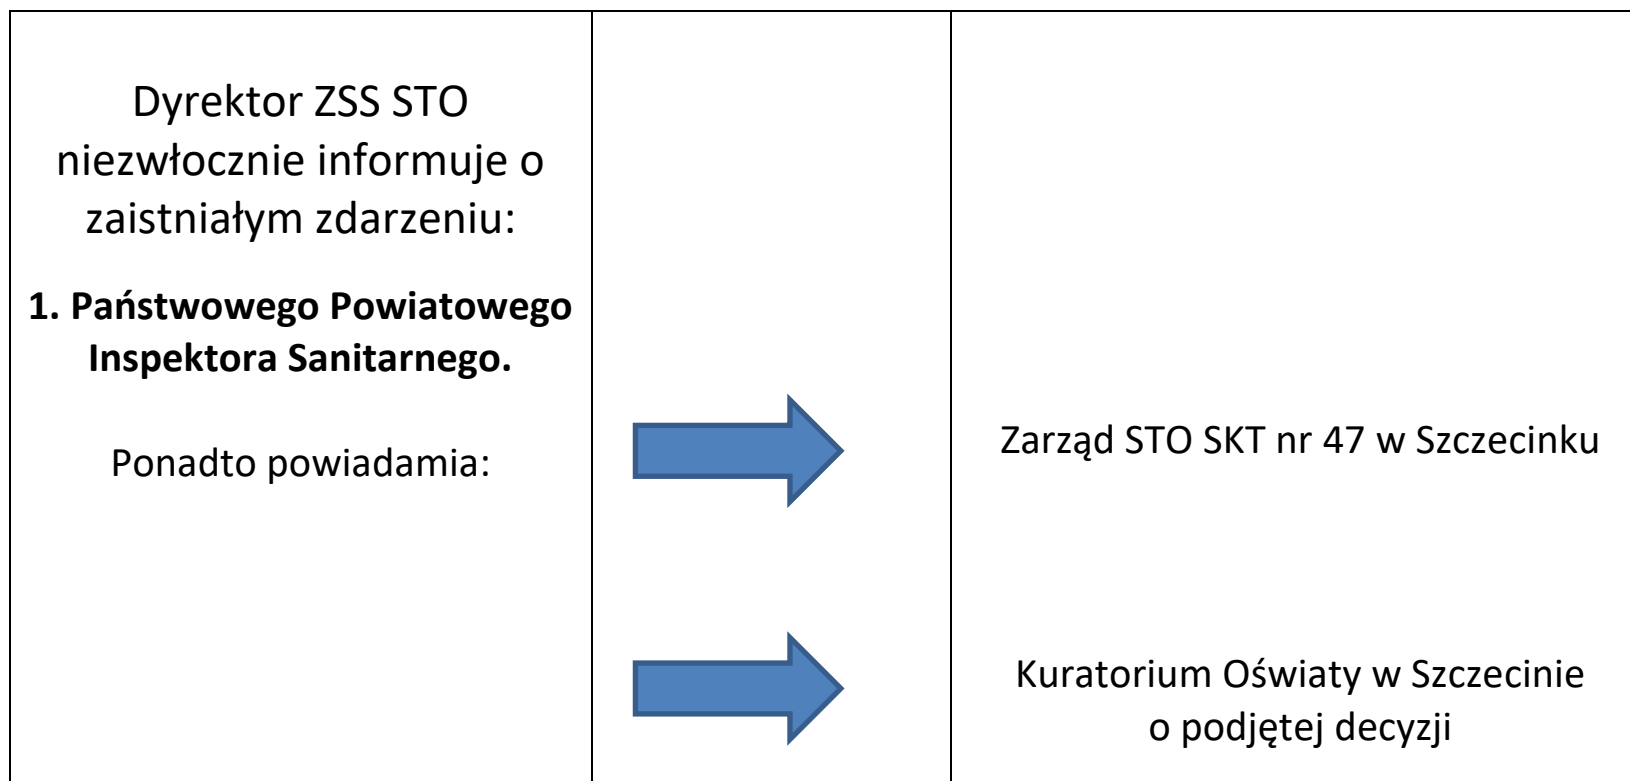 Dyrektor ZSS STO
niezwłocznie informuje o
zaistniałym zdarzeniu:
1. Państwowego Powiatowego
Inspektora Sanitarnego.
Ponadto powiadamia:
Zarząd STO SKT nr 47 w Szczecinku
Kuratorium Oświaty w Szczecinie
o podjętej decyzji